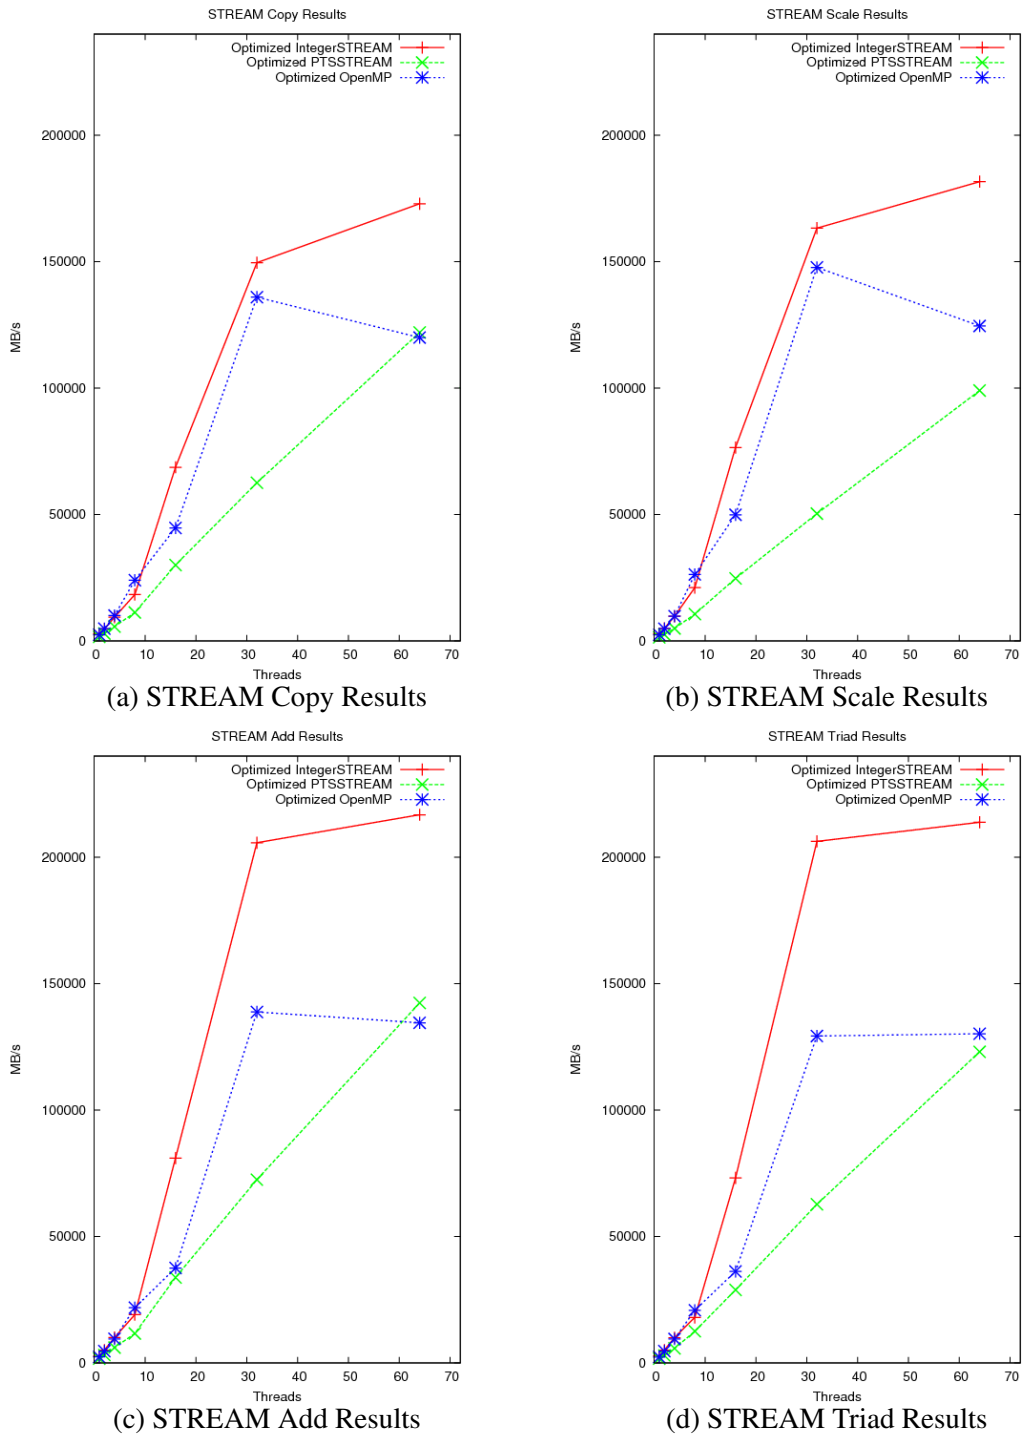 STREAM Copy Results
Optimized IntegerSTREAM
Optimized PTSSTREAM
Optimized OpenMP
200000
150000
100000
50000
0
MB/s
0 10 20 30 40 50 60 70
Threads
(a) STREAM Copy Results
STREAM Scale Results
Optimized IntegerSTREAM
Optimized PTSSTREAM
Optimized OpenMP
200000
150000
100000
50000
0
MB/s
0 10 20 30 40 50 60 70
Threads
(b) STREAM Scale Results
STREAM Add Results
Optimized IntegerSTREAM
Optimized PTSSTREAM
Optimized OpenMP
200000
150000
100000
50000
0
MB/s
0 10 20 30 40 50 60 70
Threads
(c) STREAM Add Results
STREAM Triad Results
Optimized IntegerSTREAM
Optimized PTSSTREAM
Optimized OpenMP
200000
150000
100000
50000
0
MB/s
0 10 20 30 40 50 60 70
Threads
(d) STREAM Triad Results